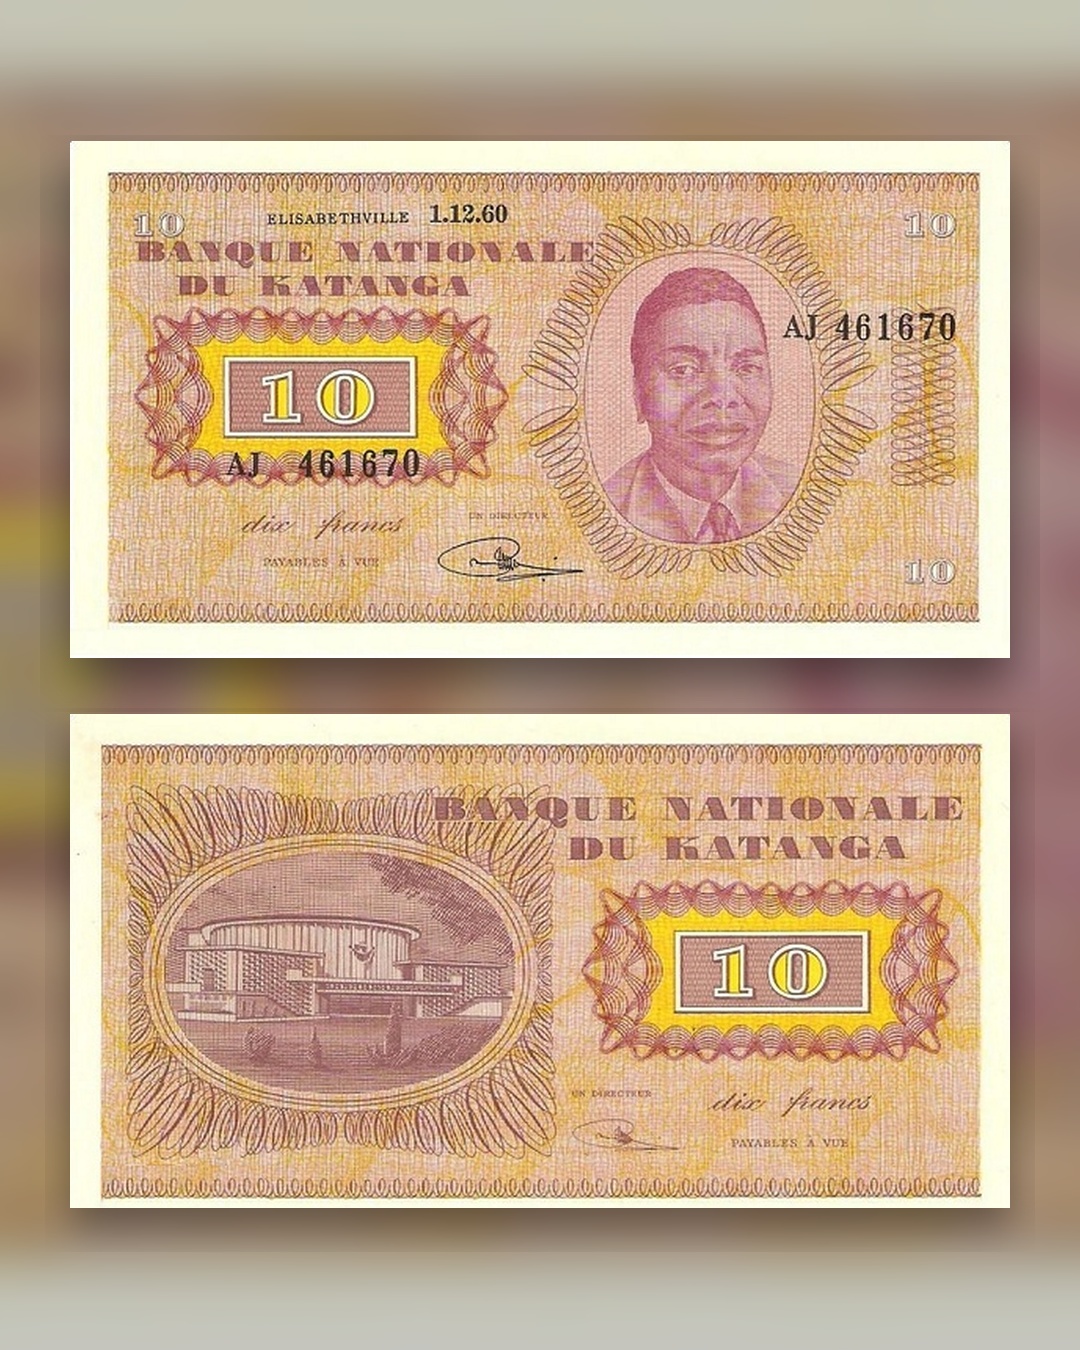 10 ELISABETHVILLE 1.12.60 10
BANQUE NATIONALE
DU KATANGA
AJ 461670
10
AJ 461670
dix francs
UN DIRECTEUR
PAYABLES A VUE
10
BANQUE NATIONALE
DU KATANGA
10
UN DIRECTEUR
dix francs
PAYABLES A VUE